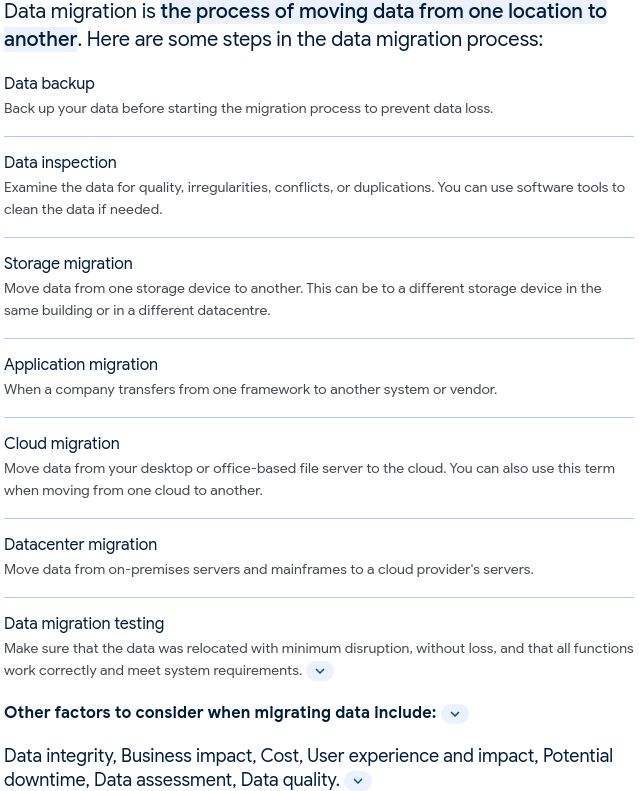 Data migration is the process of moving data from one location to
another. Here are some steps in the data migration process:
Data backup
Back up your data before starting the migration process to prevent data loss.
Data inspection
Examine the data for quality, irregularities, conflicts, or duplications. You can use software tools to
clean the data if needed.
Storage migration
Move data from one storage device to another. This can be to a different storage device in the
same building or in a different datacentre.
Application migration
When a company transfers from one framework to another system or vendor.
Cloud migration
Move data from your desktop or office-based file server to the cloud. You can also use this term
when moving from one cloud to another.
Datacenter migration
Move data from on-premises servers and mainframes to a cloud provider's servers.
Data migration testing
Make sure that the data was relocated with minimum disruption, without loss, and that all functions
work correctly and meet system requirements.
Other factors to consider when migrating data include:
Data integrity, Business impact, Cost, User experience and impact, Potential
downtime, Data assessment, Data quality.